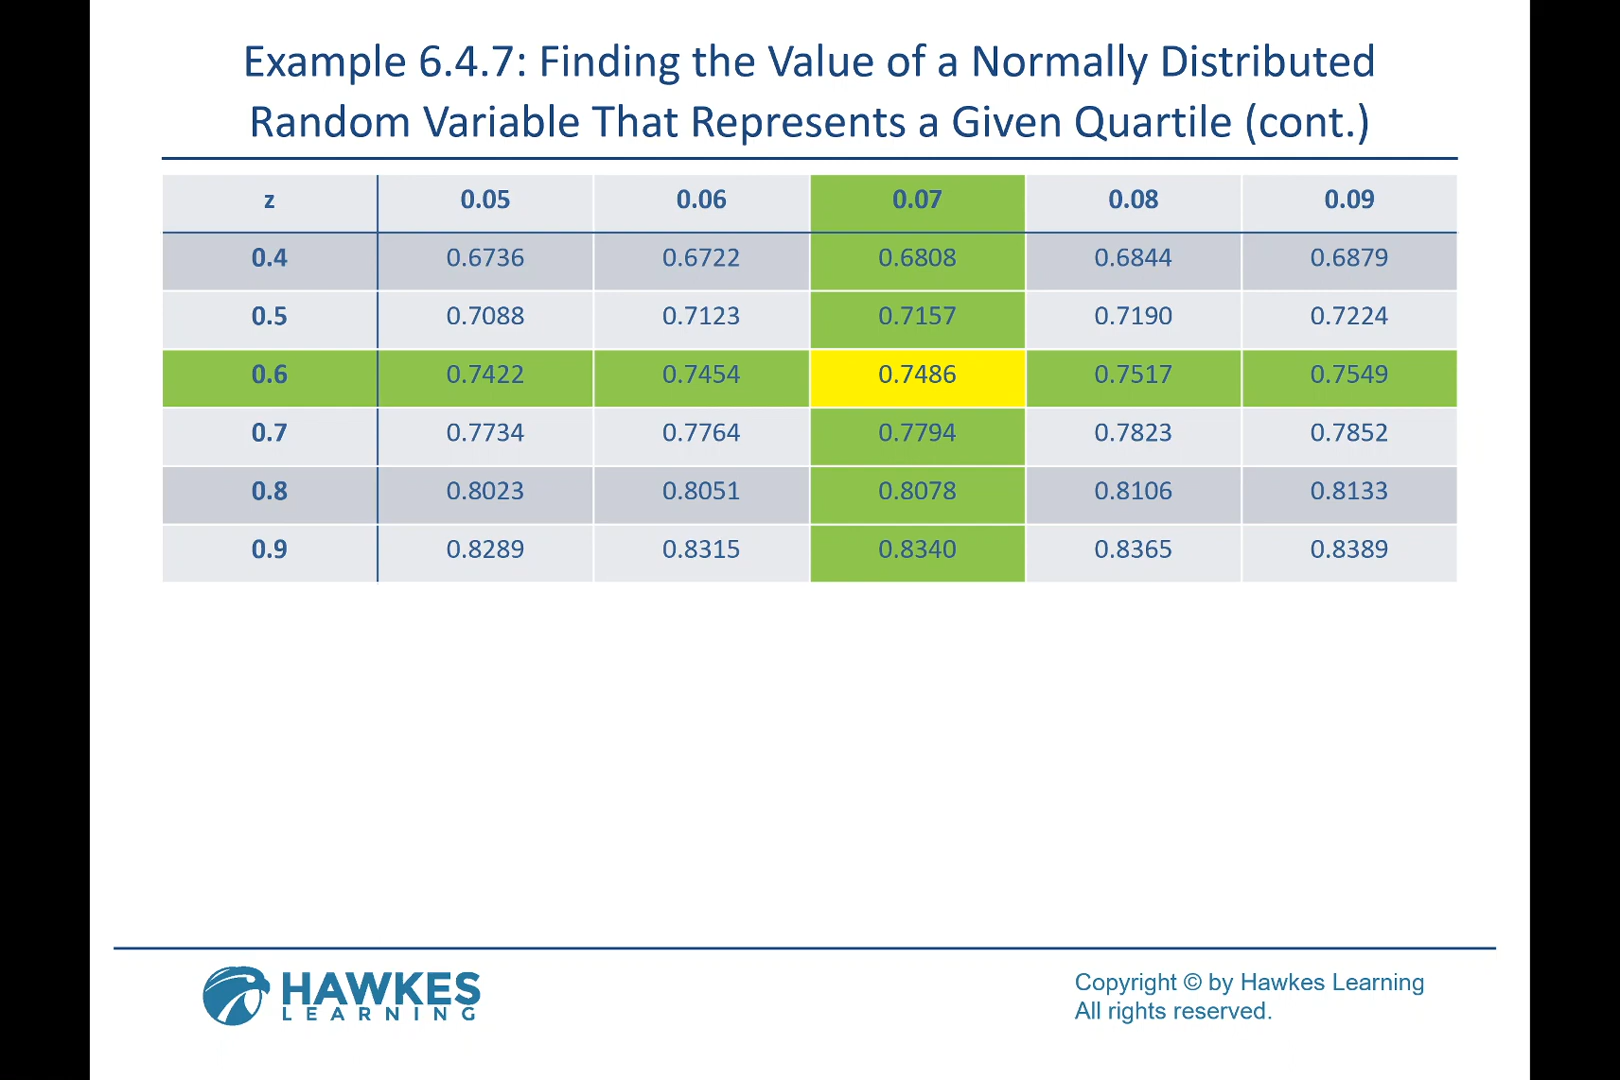 Example 6.4.7: Finding the Value of a Normally Distributed
Random Variable That Represents a Given Quartile (cont.)
z 0.05 0.06 0.07 0.08 0.09
0.4 0.6736 0.6722 0.6808 0.6844 0.6879
0.5 0.7088 0.7123 0.7157 0.7190 0.7224
0.6 0.7422 0.7454 0.7486 0.7517 0.7549
0.7 0.7734 0.7764 0.7794 0.7823 0.7852
0.8 0.8023 0.8051 0.8078 0.8106 0.8133
0.9 0.8289 0.8315 0.8340 0.8365 0.8389
HAWKES
LEARNING
Copyright © by Hawkes Learning
All rights reserved.